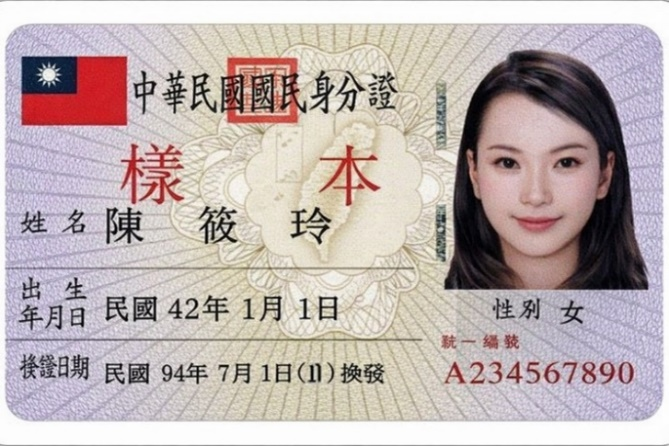 中華民國國民身分證
樣本
姓名 陳筱玲
出生年月日 民國 42年 1月 1日
性別 女
換證日期 民國 94年 7月 1日(1) 換發
統一編號
A234567890